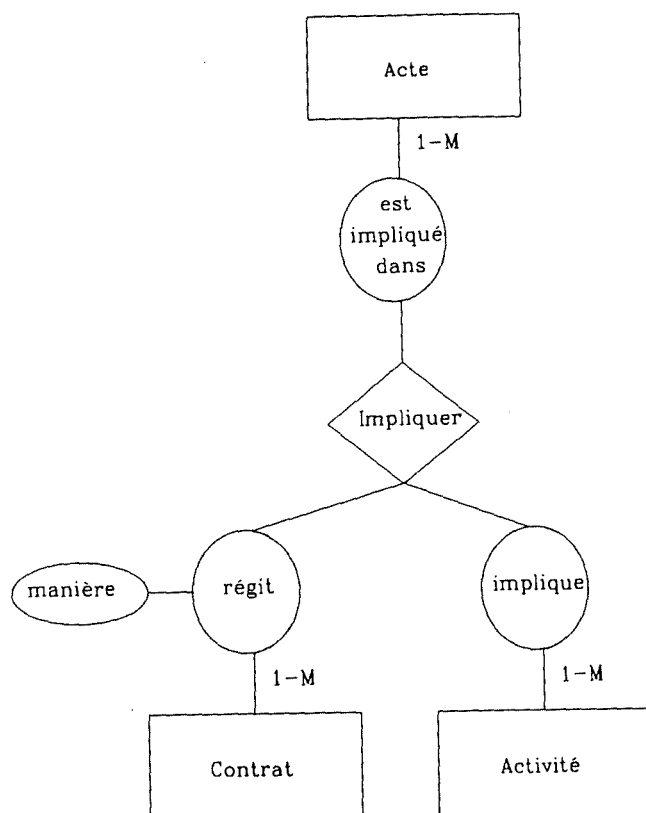 Acte
1-M
est
impliqué
dans
Impliquer
manière
régit
implique
1-M
1-M
Contrat
Activité